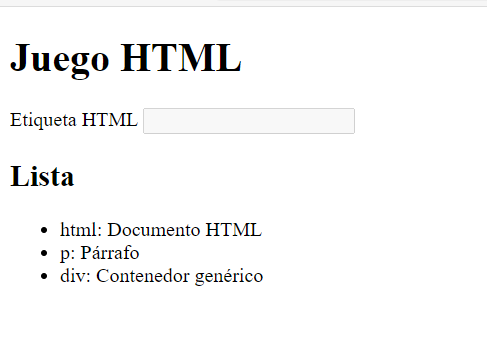 Juego HTML
Etiqueta HTML
Lista
html: Documento HTML
p: Párrafo
div: Contenedor genérico